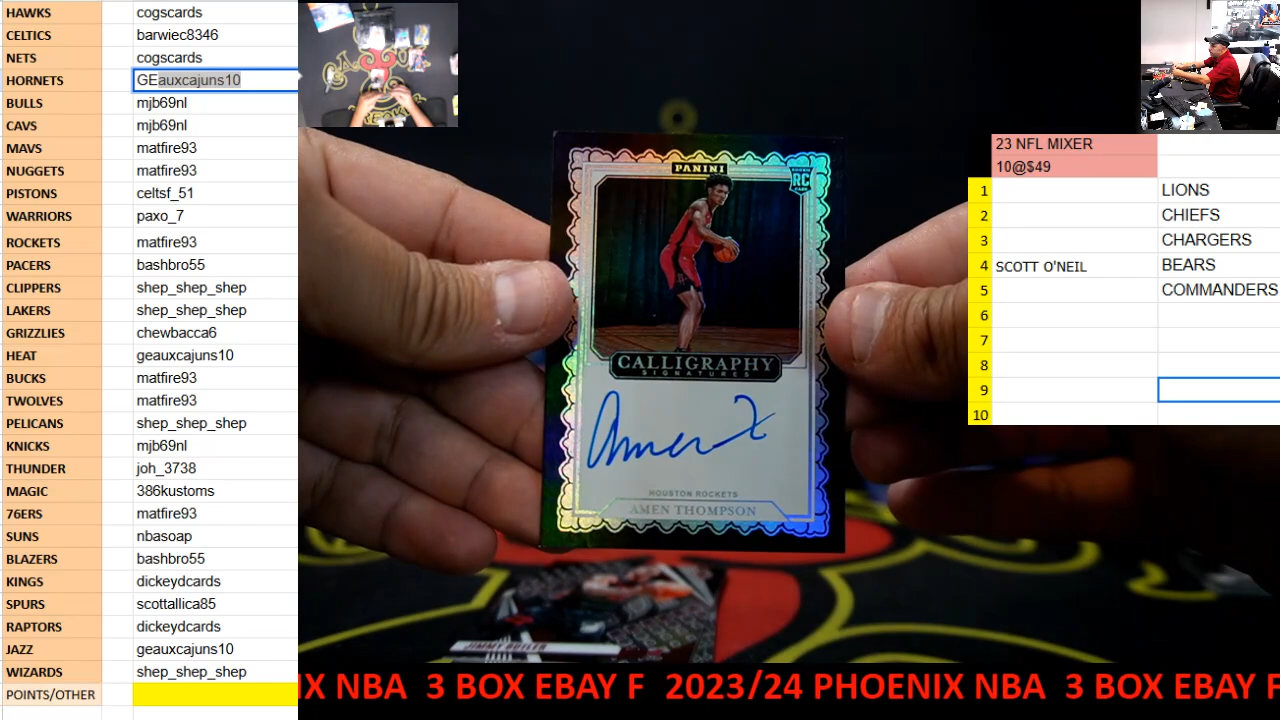 HAWKS cogscards
CELTICS barwiec8346
NETS cogscards
HORNETS GEauxcajuns10
BULLS mjb69nl
CAVS mjb69nl
MAVS matfire93
NUGGETS matfire93
PISTONS celtsf_51
WARRIORS paxo_7
ROCKETS matfire93
PACERS bashbro55
CLIPPERS shep_shep_shep
LAKERS shep_shep_shep
GRIZZLIES chewbacca6
HEAT geauxcajuns10
BUCKS matfire93
TWOLVES matfire93
PELICANS shep_shep_shep
KNICKS mjb69nl
THUNDER joh_3738
MAGIC 386kustoms
76ERS matfire93
SUNS nbasoap
BLAZERS bashbro55
KINGS dickeydcards
SPURS scottallica85
RAPTORS dickeydcards
JAZZ geauxcajuns10
WIZARDS shep_shep_shep
POINTS/OTHER
PANINI
RC
CALLIGRAPHY
SIGNATURES
Amen T
HOUSTON ROCKETS
AMEN THOMPSON
JIMMY BUTLER
23 NFL MIXER
10@$49
1 LIONS
2 CHIEFS
3 CHARGERS
4 SCOTT O'NEIL BEARS
5 COMMANDERS
6
7
8
9
10
IX NBA 3 BOX EBAY F 2023/24 PHOENIX NBA 3 BOX EBAY F